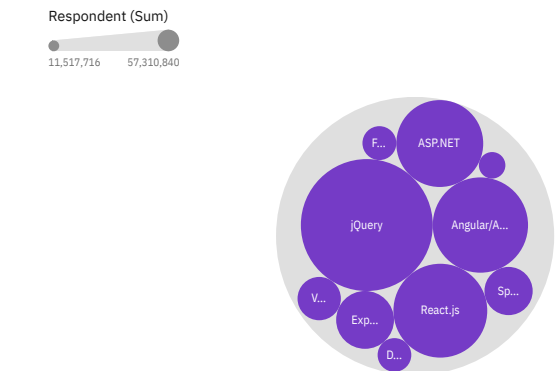 Respondent (Sum)
11,517,716 57,310,840
F...
ASP.NET
jQuery
Angular/A...
V...
Sp...
Exp...
React.js
D...